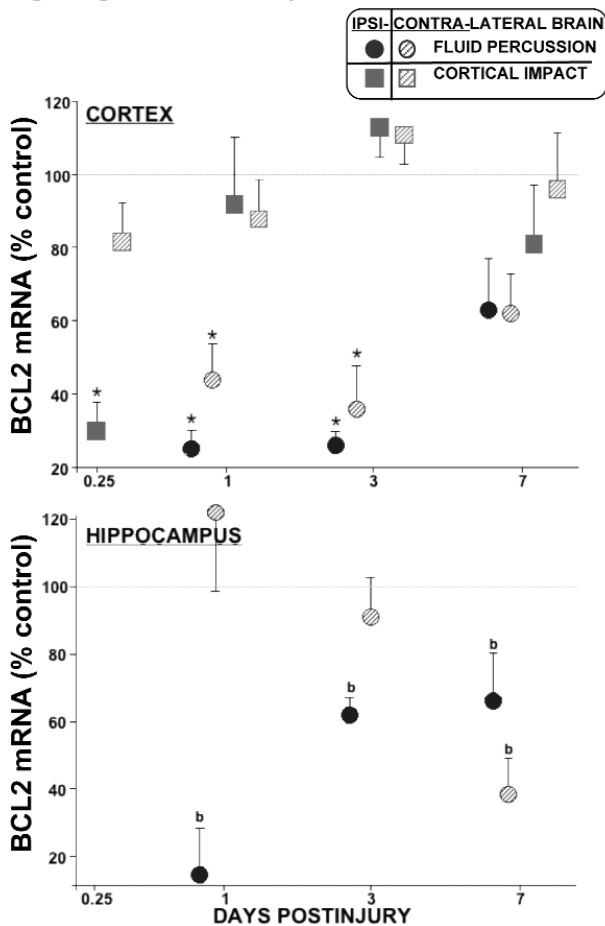 IPSI- CONTRA-LATERAL BRAIN
FLUID PERCUSSION
CORTICAL IMPACT
120
CORTEX
100
80
60
40
20
BCL2 mRNA (% control)
* * * * *
0.25 1 3 7
120
HIPPOCAMPUS
100
80
60
40
20
BCL2 mRNA (% control)
b b b b
0.25 1 3 7
DAYS POSTINJURY